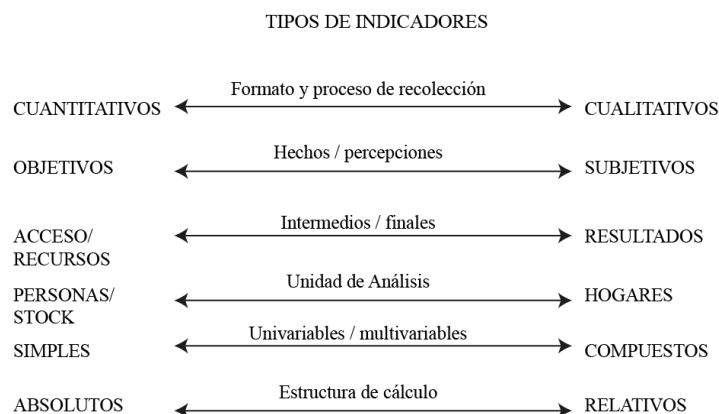 TIPOS DE INDICADORES
Formato y proceso de recolección
CUANTITATIVOS
CUALITATIVOS
Hechos / percepciones
OBJETIVOS
SUBJETIVOS
Intermedios / finales
ACCESO/
RECURSOS
RESULTADOS
Unidad de Análisis
PERSONAS/
STOCK
HOGARES
Univariables / multivariables
SIMPLES
COMPUESTOS
Estructura de cálculo
ABSOLUTOS
RELATIVOS